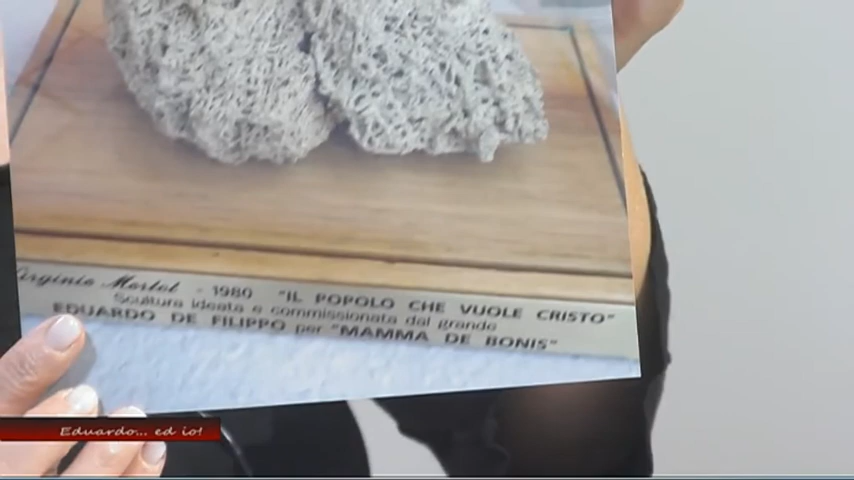 Virginio - 1980 "IL POPOLO CHE VUOLE CRISTO"
Scultura ideata e commissionata dal grande
EDUARDO DE FILIPPO per "MAMMA DE BONIS"
Eduardo... ed io!